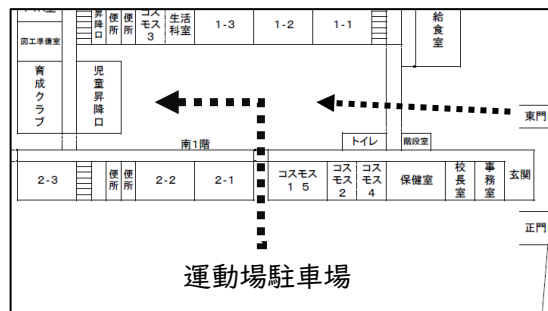 昇降口
便所
便所
コスモス3
生活科室
1-3
1-2
1-1
給食室
図工準備室
育成クラブ
児童昇降口
東門
トイレ
階段室
南1階
2-3
便所
便所
2-2
2-1
コスモス
1 5
コスモス2
コスモス4
保健室
校長室
事務室
玄関
正門
運動場駐車場